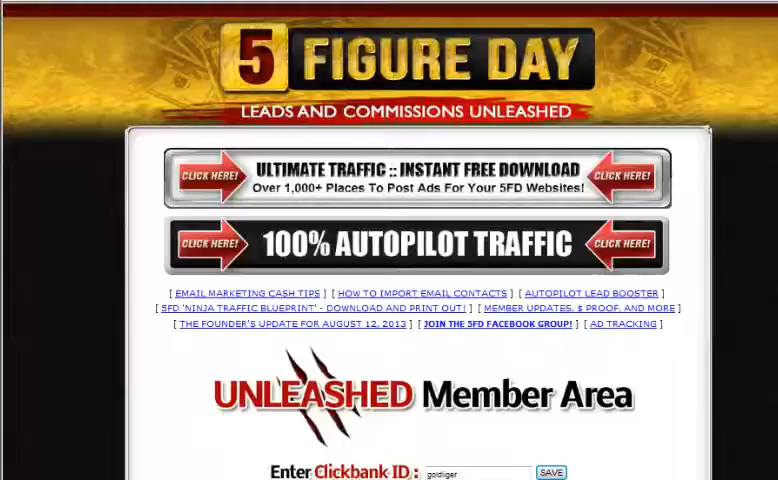 5 FIGURE DAY
LEADS AND COMMISSIONS UNLEASHED
CLICK HERE! ULTIMATE TRAFFIC :: INSTANT FREE DOWNLOAD CLICK HERE!
Over 1,000+ Places To Post Ads For Your 5FD Websites!
CLICK HERE! 100% AUTOPILOT TRAFFIC CLICK HERE!
[ EMAIL MARKETING CASH TIPS ] [ HOW TO IMPORT EMAIL CONTACTS ] [ AUTOPILOT LEAD BOOSTER ]
[ 5FD 'NINJA TRAFFIC BLUEPRINT' - DOWNLOAD AND PRINT OUT! ] [ MEMBER UPDATES, $ PROOF, AND MORE ]
[ THE FOUNDER'S UPDATE FOR AUGUST 12, 2013 ] [ JOIN THE 5FD FACEBOOK GROUP! ] [ AD TRACKING ]
UNLEASHED Member Area
Enter Clickbank ID : goldliger SAVE